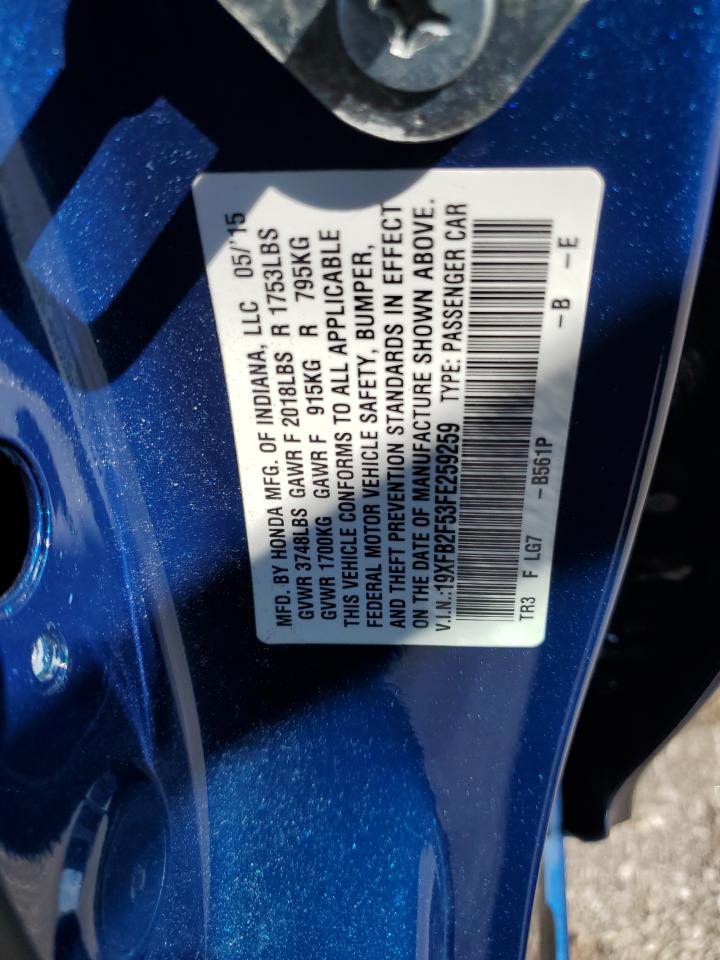 MFD. BY HONDA MFG. OF INDIANA, LLC 05/'15
GVWR 3748LBS GAWR F 2018LBS R 1753LBS
GVWR 1700KG GAWR F 915KG R 795KG
THIS VEHICLE CONFORMS TO ALL APPLICABLE
FEDERAL MOTOR VEHICLE SAFETY, BUMPER,
AND THEFT PREVENTION STANDARDS IN EFFECT
ON THE DATE OF MANUFACTURE SHOWN ABOVE.
V.I.N.:19XFB2F53FE259259 TYPE: PASSENGER CAR
TR3 F LG7 -B561P -B -E